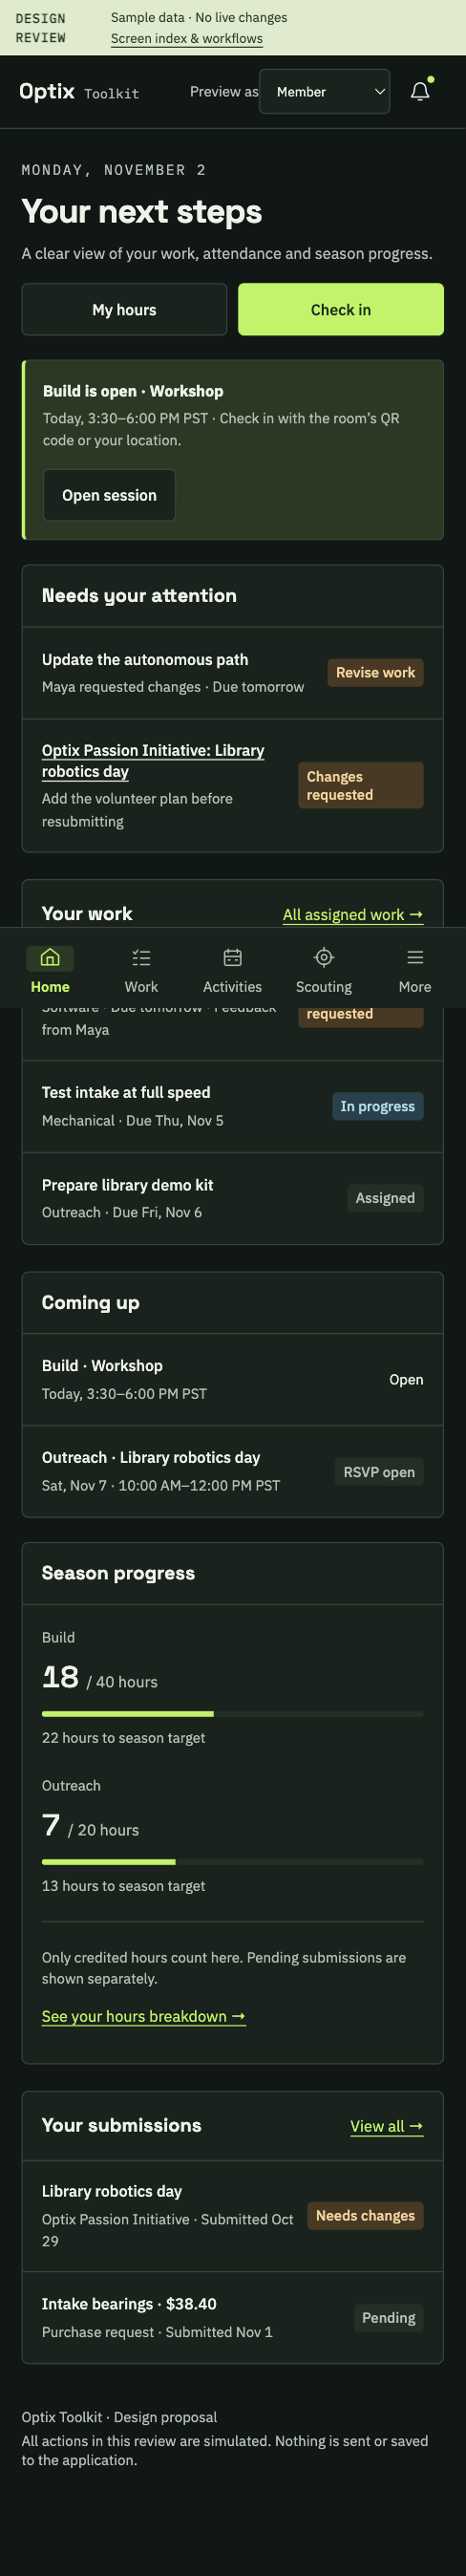 DESIGN REVIEW
Sample data · No live changes
Screen index & workflows
Optix Toolkit
Preview as
Member
MONDAY, NOVEMBER 2
Your next steps
A clear view of your work, attendance and season progress.
My hours
Check in
Build is open · Workshop
Today, 3:30–6:00 PM PST · Check in with the room's QR
code or your location.
Open session
Needs your attention
Update the autonomous path
Maya requested changes · Due tomorrow
Revise work
Optix Passion Initiative: Library
robotics day
Add the volunteer plan before
resubmitting
Changes
requested
Your work
All assigned work →
Home
Work
Activities
Scouting
More
Software · Due tomorrow · Feedback
from Maya
requested
Test intake at full speed
Mechanical · Due Thu, Nov 5
In progress
Prepare library demo kit
Outreach · Due Fri, Nov 6
Assigned
Coming up
Build · Workshop
Today, 3:30–6:00 PM PST
Open
Outreach · Library robotics day
Sat, Nov 7 · 10:00 AM–12:00 PM PST
RSVP open
Season progress
Build
18 / 40 hours
22 hours to season target
Outreach
7 / 20 hours
13 hours to season target
Only credited hours count here. Pending submissions are
shown separately.
See your hours breakdown →
Your submissions
View all →
Library robotics day
Optix Passion Initiative · Submitted Oct
29
Needs changes
Intake bearings · $38.40
Purchase request · Submitted Nov 1
Pending
Optix Toolkit · Design proposal
All actions in this review are simulated. Nothing is sent or saved
to the application.